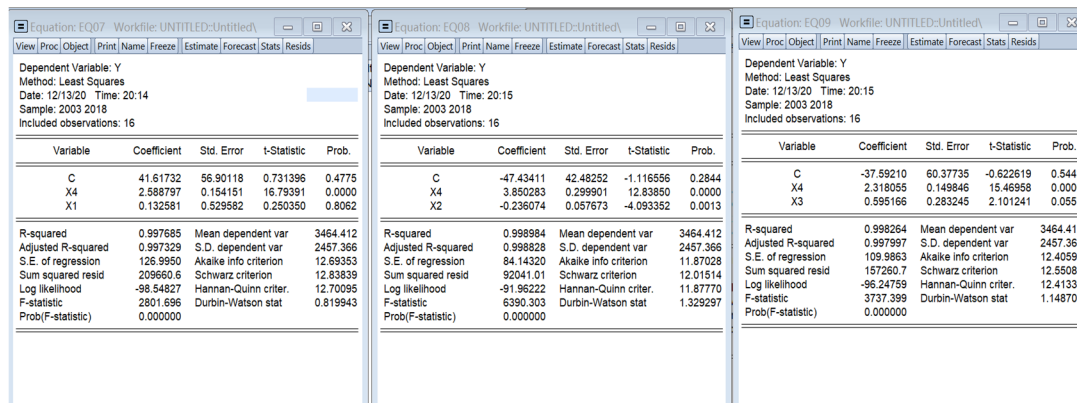 Equation: EQ07 Workfile: UNTITLED::Untitled\
View Proc Object Print Name Freeze Estimate Forecast Stats Resids
Dependent Variable: Y
Method: Least Squares
Date: 12/13/20 Time: 20:14
Sample: 2003 2018
Included observations: 16
Variable Coefficient Std. Error t-Statistic Prob.
C 41.61732 56.90118 0.731396 0.4775
X4 2.588797 0.154151 16.79391 0.0000
X1 0.132581 0.529582 0.250350 0.8062
R-squared 0.997685 Mean dependent var 3464.412
Adjusted R-squared 0.997329 S.D. dependent var 2457.366
S.E. of regression 126.9950 Akaike info criterion 12.69353
Sum squared resid 209660.6 Schwarz criterion 12.83839
Log likelihood -98.54827 Hannan-Quinn criter. 12.70095
F-statistic 2801.696 Durbin-Watson stat 0.819943
Prob(F-statistic) 0.000000
Equation: EQ08 Workfile: UNTITLED::Untitled\
View Proc Object Print Name Freeze Estimate Forecast Stats Resids
Dependent Variable: Y
Method: Least Squares
Date: 12/13/20 Time: 20:15
Sample: 2003 2018
Included observations: 16
Variable Coefficient Std. Error t-Statistic Prob.
C -47.43411 42.48252 -1.116556 0.2844
X4 3.850283 0.299901 12.83850 0.0000
X2 -0.236074 0.057673 -4.093352 0.0013
R-squared 0.998984 Mean dependent var 3464.412
Adjusted R-squared 0.998828 S.D. dependent var 2457.366
S.E. of regression 84.14320 Akaike info criterion 11.87028
Sum squared resid 92041.01 Schwarz criterion 12.01514
Log likelihood -91.96222 Hannan-Quinn criter. 11.87770
F-statistic 6390.303 Durbin-Watson stat 1.329297
Prob(F-statistic) 0.000000
Equation: EQ09 Workfile: UNTITLED::Untitled\
View Proc Object Print Name Freeze Estimate Forecast Stats Resids
Dependent Variable: Y
Method: Least Squares
Date: 12/13/20 Time: 20:15
Sample: 2003 2018
Included observations: 16
Variable Coefficient Std. Error t-Statistic Prob.
C -37.59210 60.37735 -0.622619 0.544
X4 2.318055 0.149846 15.46958 0.000
X3 0.595166 0.283245 2.101241 0.055
R-squared 0.998264 Mean dependent var 3464.41
Adjusted R-squared 0.997997 S.D. dependent var 2457.36
S.E. of regression 109.9863 Akaike info criterion 12.4059
Sum squared resid 157260.7 Schwarz criterion 12.5508
Log likelihood -96.24759 Hannan-Quinn criter. 12.4133
F-statistic 3737.399 Durbin-Watson stat 1.14870
Prob(F-statistic) 0.000000